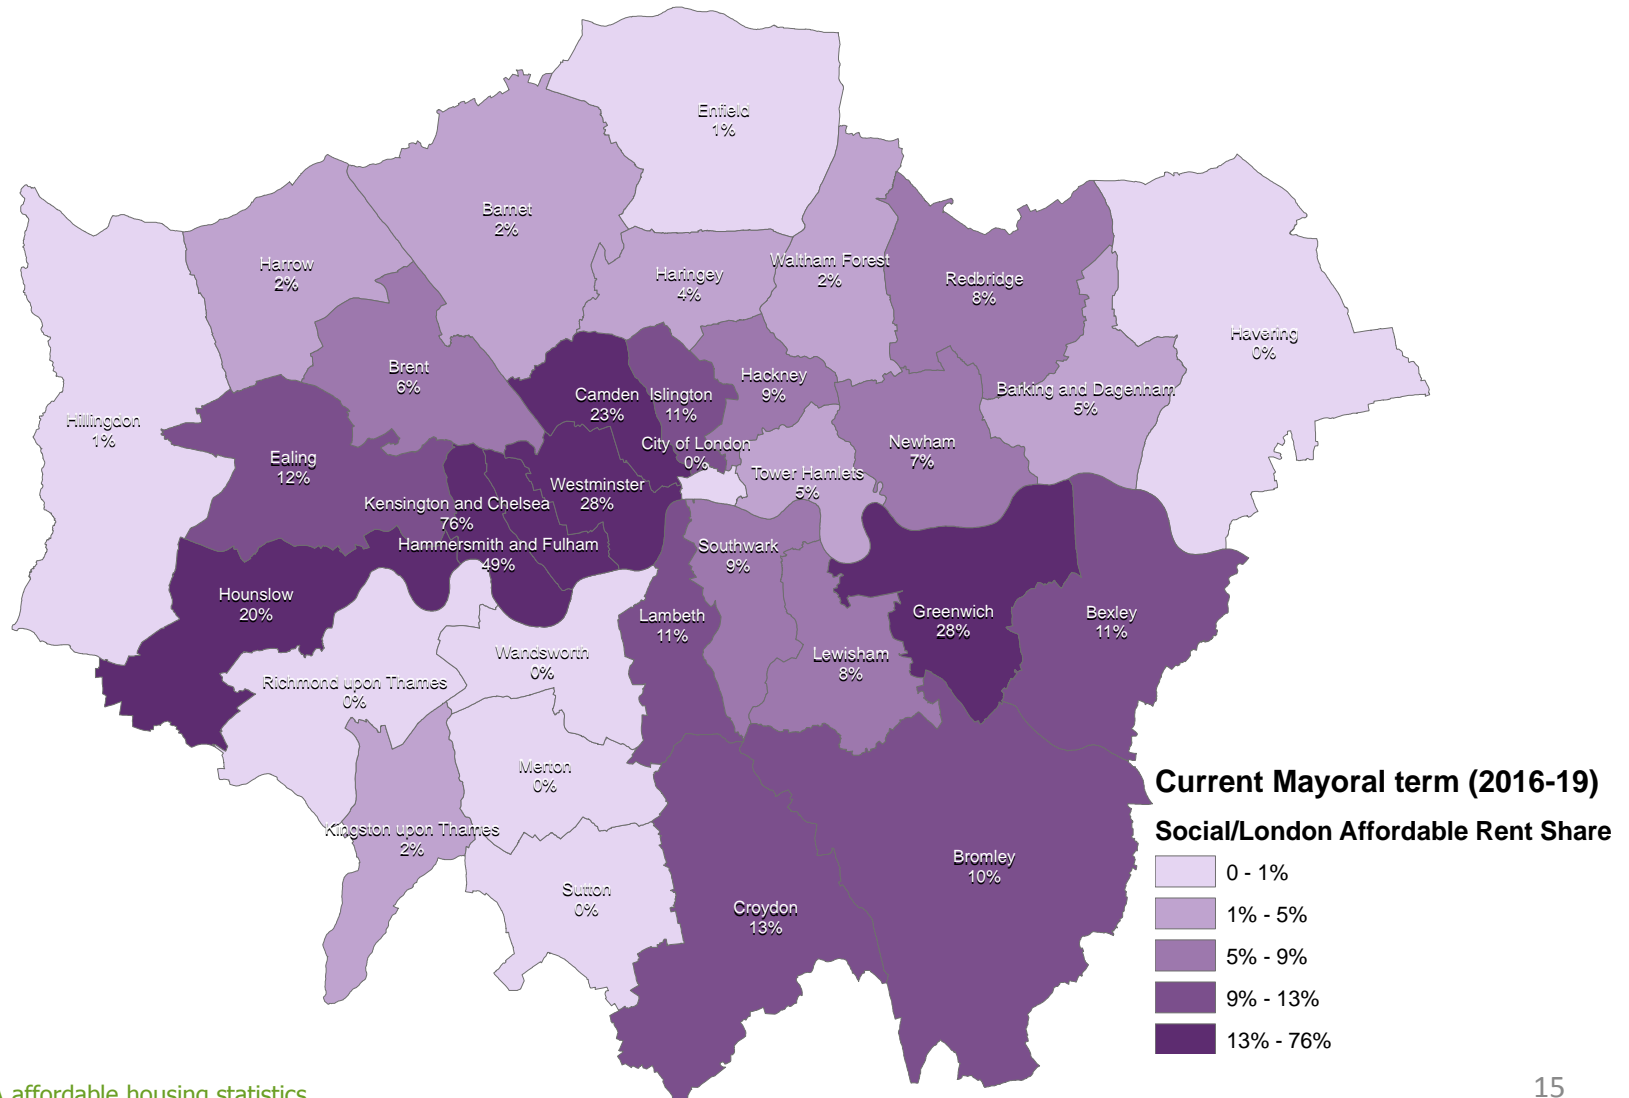 Enfield
1%
Barnet
2%
Harrow
2%
Haringey
4%
Waltham Forest
2%
Redbridge
8%
Havering
0%
Brent
6%
Hackney
9%
Camden
23%
Islington
11%
Barking and Dagenham
5%
Hillingdon
1%
Ealing
12%
City of London
0%
Newham
7%
Tower Hamlets
5%
Westminster
28%
Kensington and Chelsea
76%
Hammersmith and Fulham
49%
Southwark
9%
Hounslow
20%
Lambeth
11%
Greenwich
28%
Bexley
11%
Wandsworth
0%
Lewisham
8%
Richmond upon Thames
0%
Merton
0%
Kingston upon Thames
2%
Sutton
0%
Croydon
13%
Bromley
10%
Current Mayoral term (2016-19)
Social/London Affordable Rent Share
0 - 1%
1% - 5%
5% - 9%
9% - 13%
13% - 76%
affordable housing statistics
15